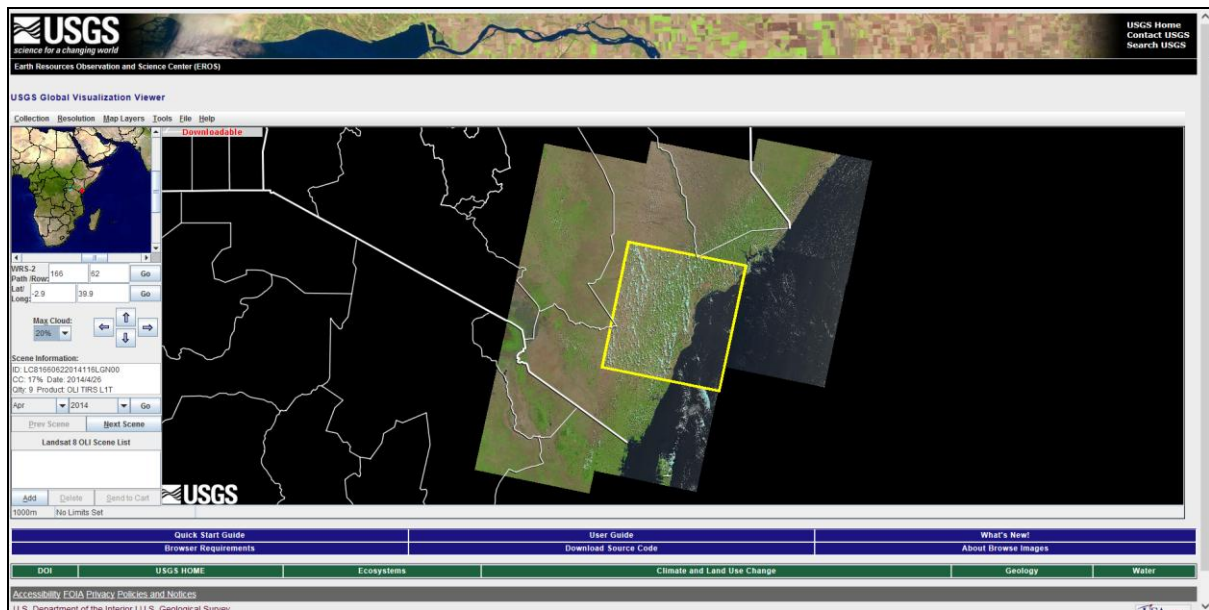 USGS
science for a changing world
USGS Home
Contact USGS
Search USGS
Earth Resources Observation and Science Center (EROS)
USGS Global Visualization Viewer
Collection Resolution Map Layers Tools File Help
Downloadable
WRS-2
Path /Row: 166 62 Go
Lat/
Long: -2.9 39.9 Go
Max Cloud:
20%
Scene Information:
ID: LC81660622014116LGN00
CC: 17% Date: 2014/4/26
Qlty: 9 Product: OLI TIRS L1T
Apr 2014 Go
Prev Scene Next Scene
Landsat 8 OLI Scene List
Add Delete Send to Cart
USGS
1000m No Limits Set
Quick Start Guide User Guide What's New!
Browser Requirements Download Source Code About Browse Images
DOI USGS HOME Ecosystems Climate and Land Use Change Geology Water
Accessibility FOIA Privacy Policies and Notices
U.S. Department of the Interior | U.S. Geological Survey